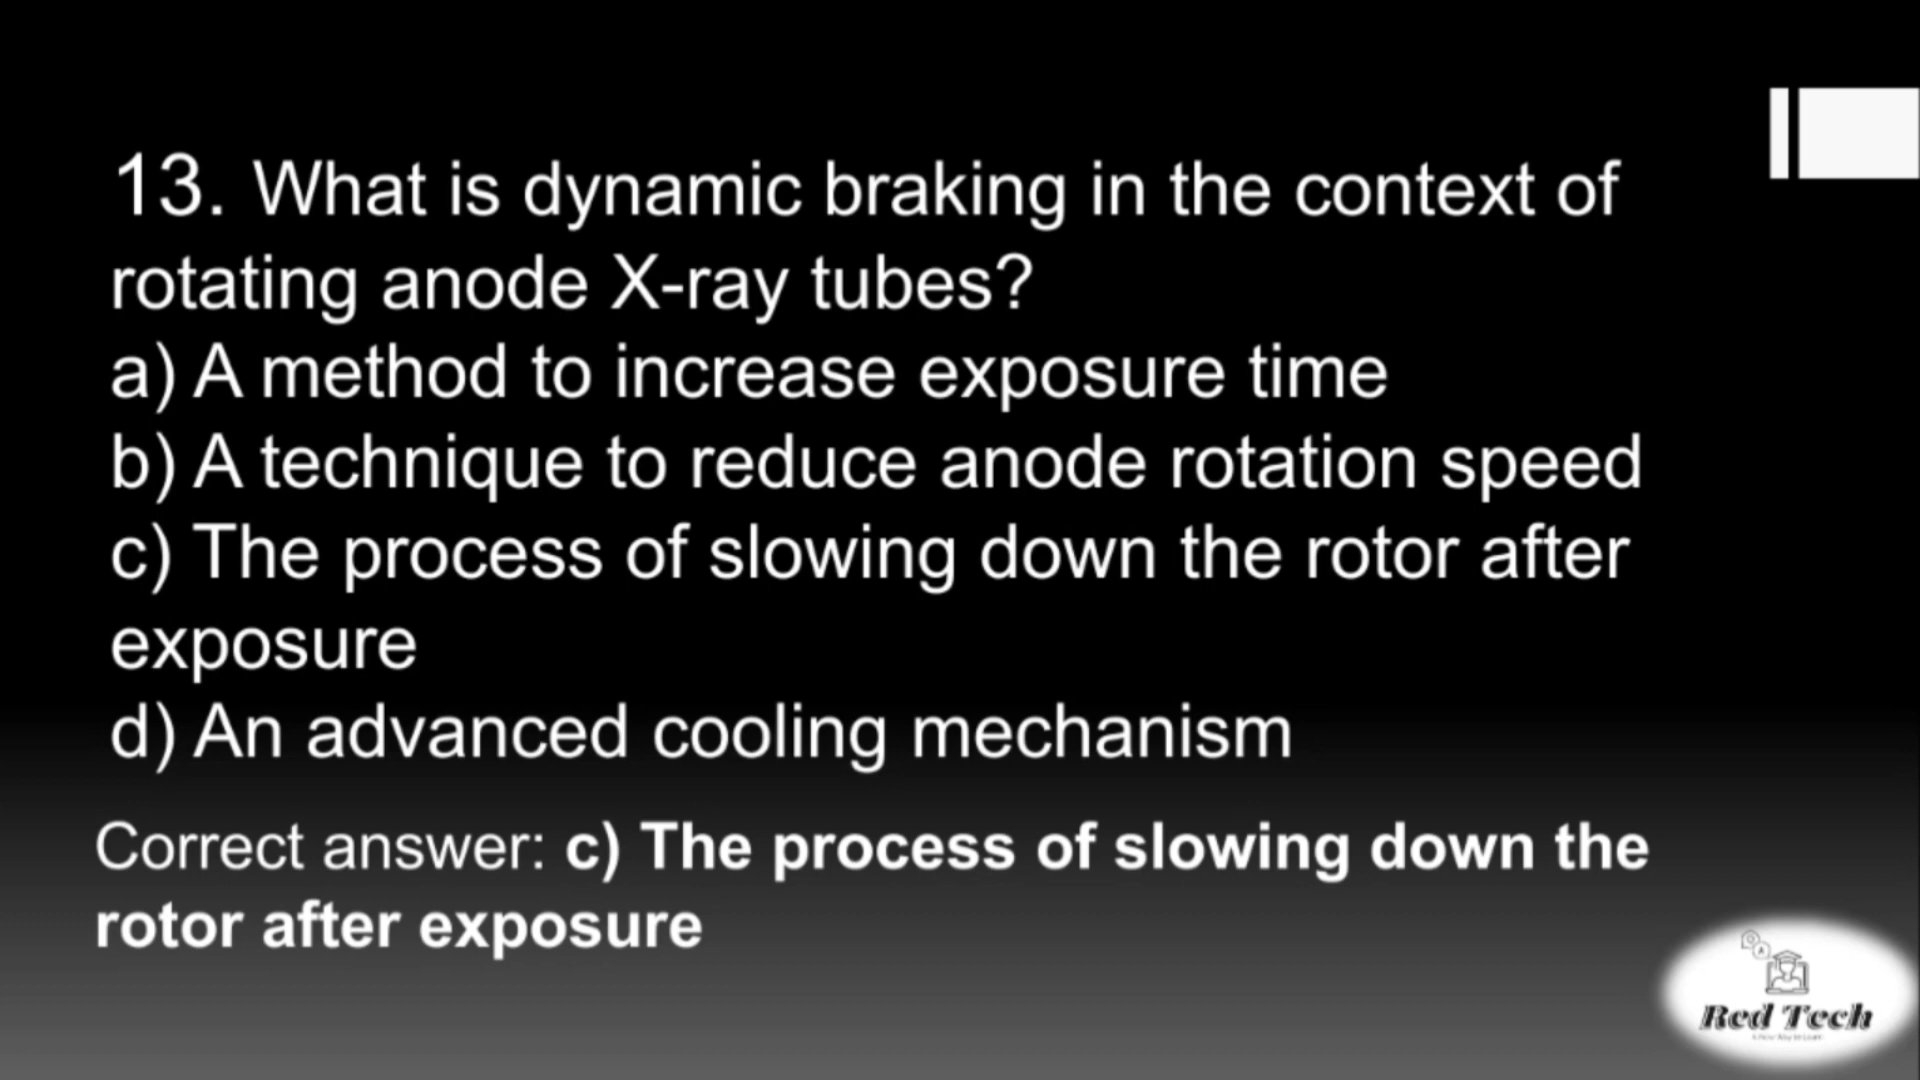 13. What is dynamic braking in the context of
rotating anode X-ray tubes?
a) A method to increase exposure time
b) A technique to reduce anode rotation speed
c) The process of slowing down the rotor after
exposure
d) An advanced cooling mechanism
Correct answer: c) The process of slowing down the
rotor after exposure
Q
A
Red Tech